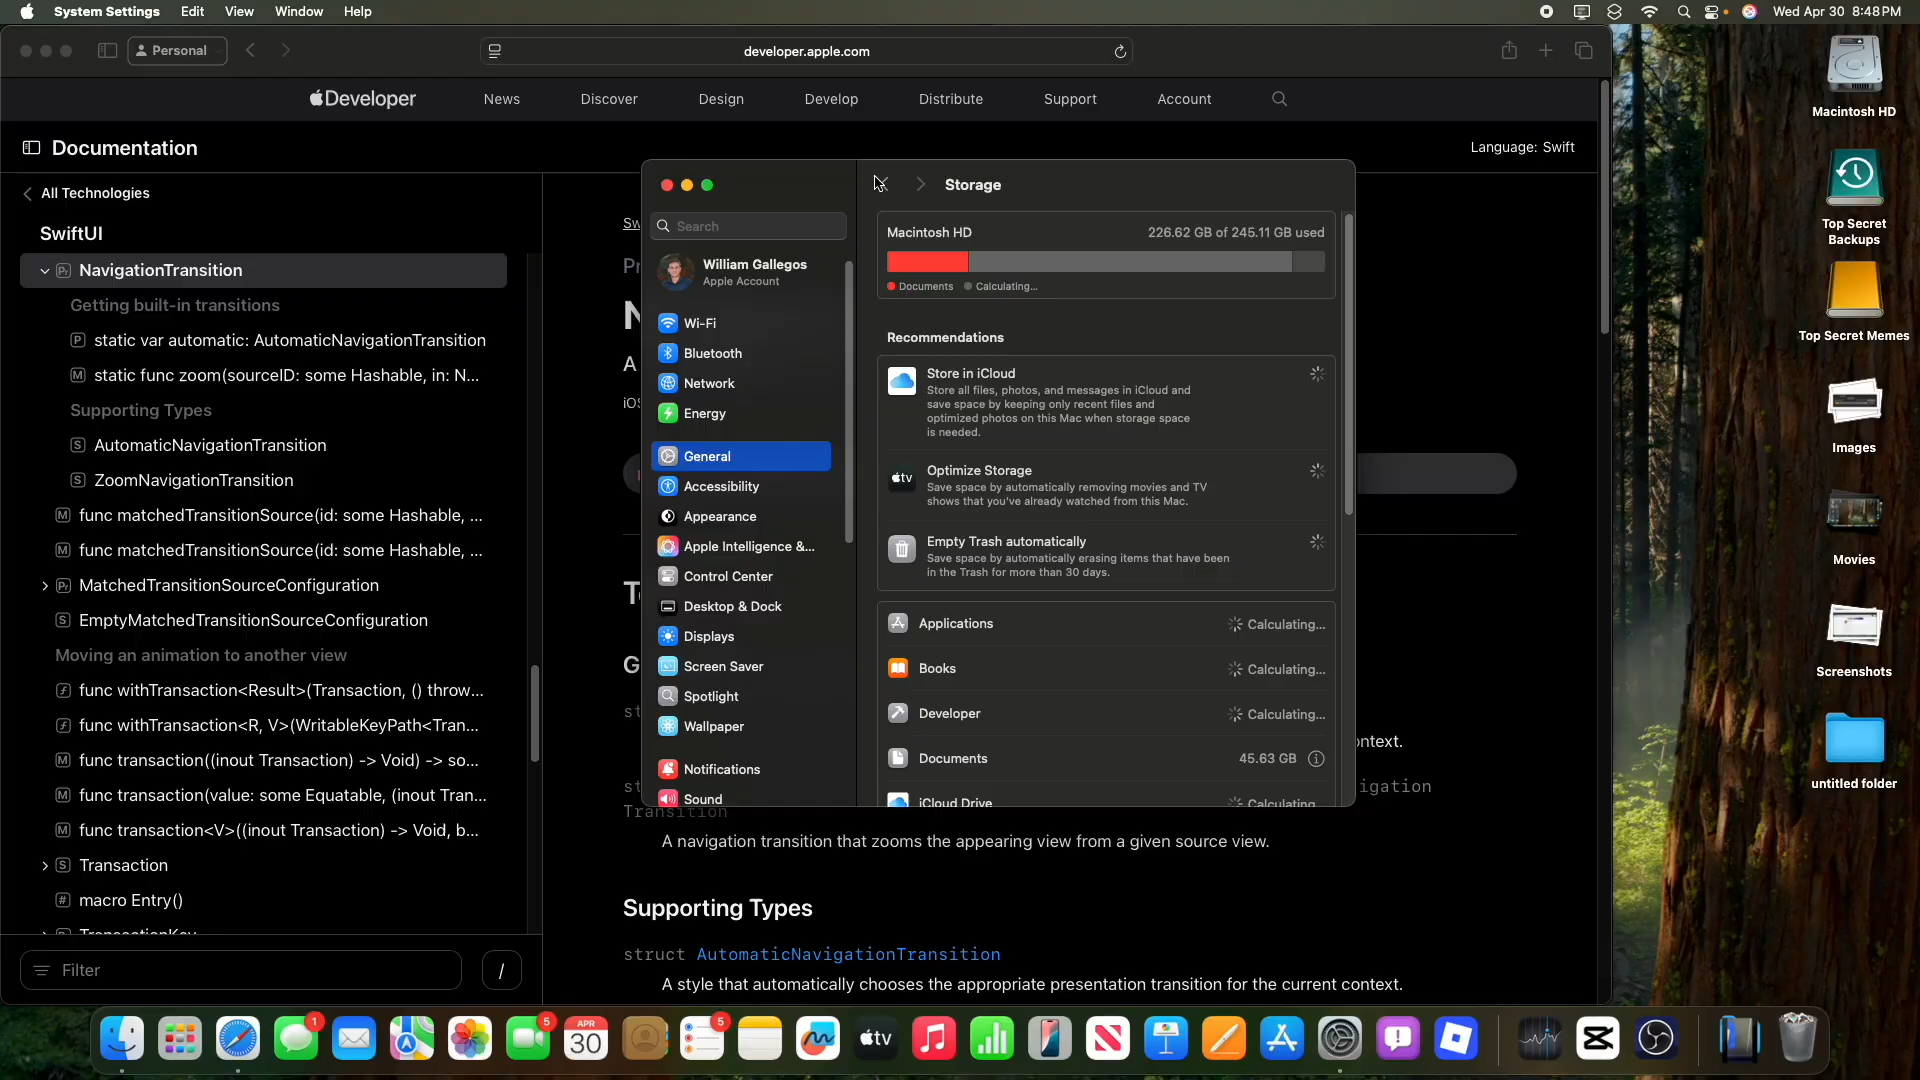 System Settings Edit View Window Help
Wed Apr 30 8:48 PM
Personal
developer.apple.com
Developer News Discover Design Develop Distribute Support Account
Documentation
Language: Swift
All Technologies
SwiftUI
NavigationTransition
Getting built-in transitions
static var automatic: AutomaticNavigationTransition
static func zoom(sourceID: some Hashable, in: N...
Supporting Types
AutomaticNavigationTransition
ZoomNavigationTransition
func matchedTransitionSource(id: some Hashable, ...
func matchedTransitionSource(id: some Hashable, ...
MatchedTransitionSourceConfiguration
EmptyMatchedTransitionSourceConfiguration
Moving an animation to another view
func withTransaction<Result>(Transaction, () throw...
func withTransaction<R, V>(WritableKeyPath<Tran...
func transaction((inout Transaction) -> Void) -> so...
func transaction(value: some Equatable, (inout Tran...
func transaction<V>((inout Transaction) -> Void, b...
Transaction
macro Entry()
TransactionKey
Filter
/
Search
William Gallegos
Apple Account
Wi-Fi
Bluetooth
Network
Energy
General
Accessibility
Appearance
Apple Intelligence &...
Control Center
Desktop & Dock
Displays
Screen Saver
Spotlight
Wallpaper
Notifications
Sound
Storage
Macintosh HD 226.62 GB of 245.11 GB used
Documents Calculating...
Recommendations
Store in iCloud
Store all files, photos, and messages in iCloud and
save space by keeping only recent files and
optimized photos on this Mac when storage space
is needed.
Optimize Storage
Save space by automatically removing movies and TV
shows that you've already watched from this Mac.
Empty Trash automatically
Save space by automatically erasing items that have been
in the Trash for more than 30 days.
Applications Calculating...
Books Calculating...
Developer Calculating...
Documents 45.63 GB
iCloud Drive Calculating...
Sw
Pr
N
A
iOS
T
G
st
ontext.
st
igation
Transition
A navigation transition that zooms the appearing view from a given source view.
Supporting Types
struct AutomaticNavigationTransition
A style that automatically chooses the appropriate presentation transition for the current context.
Macintosh HD
Top Secret
Backups
Top Secret Memes
Images
Movies
Screenshots
untitled folder
1
5
APR
30
5
tv